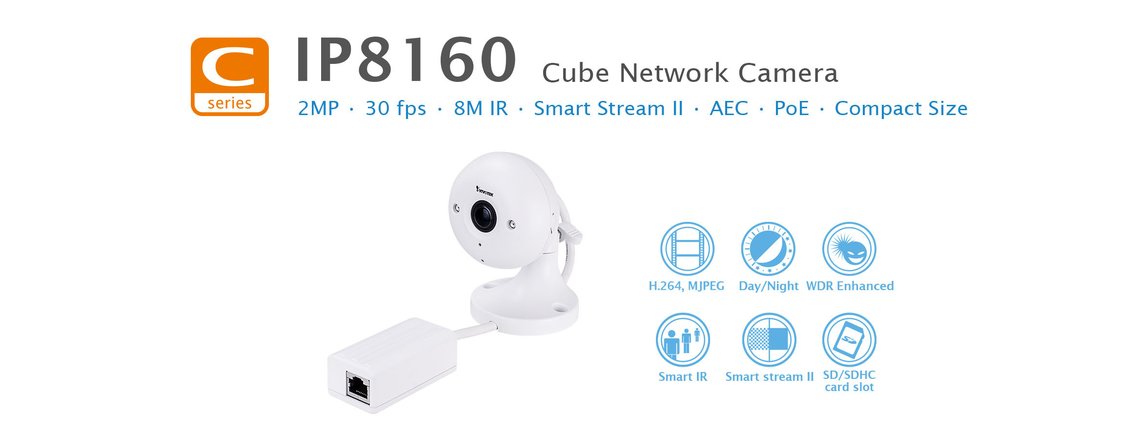 C
series
IP8160 Cube Network Camera
2MP · 30 fps · 8M IR · Smart Stream II · AEC · PoE · Compact Size
VIVOTEK
H.264, MJPEG Day/Night WDR Enhanced
Smart IR Smart stream II SD/SDHC
card slot